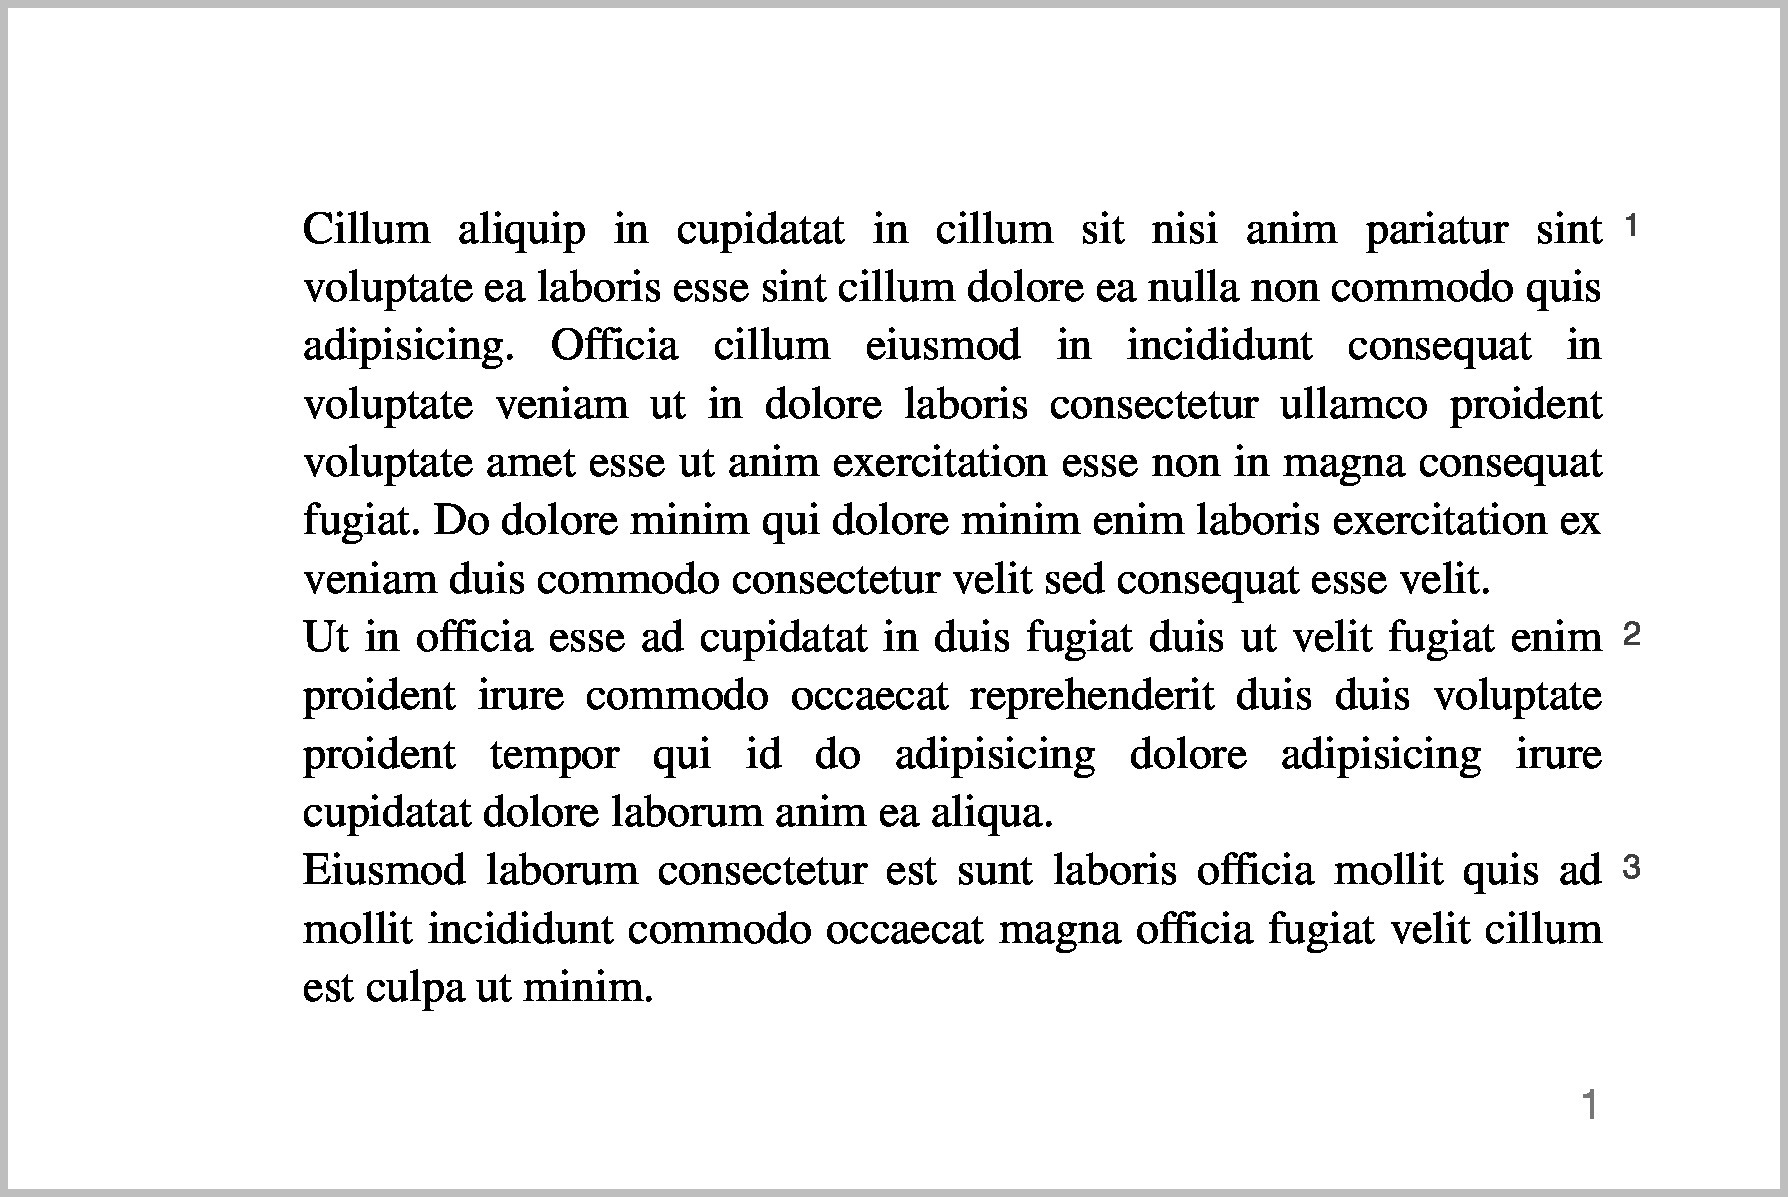 Cillum aliquip in cupidatat in cillum sit nisi anim pariatur sint 1
voluptate ea laboris esse sint cillum dolore ea nulla non commodo quis
adipisicing. Officia cillum eiusmod in incididunt consequat in
voluptate veniam ut in dolore laboris consectetur ullamco proident
voluptate amet esse ut anim exercitation esse non in magna consequat
fugiat. Do dolore minim qui dolore minim enim laboris exercitation ex
veniam duis commodo consectetur velit sed consequat esse velit.
Ut in officia esse ad cupidatat in duis fugiat duis ut velit fugiat enim 2
proident irure commodo occaecat reprehenderit duis duis voluptate
proident tempor qui id do adipisicing dolore adipisicing irure
cupidatat dolore laborum anim ea aliqua.
Eiusmod laborum consectetur est sunt laboris officia mollit quis ad 3
mollit incididunt commodo occaecat magna officia fugiat velit cillum
est culpa ut minim.
1